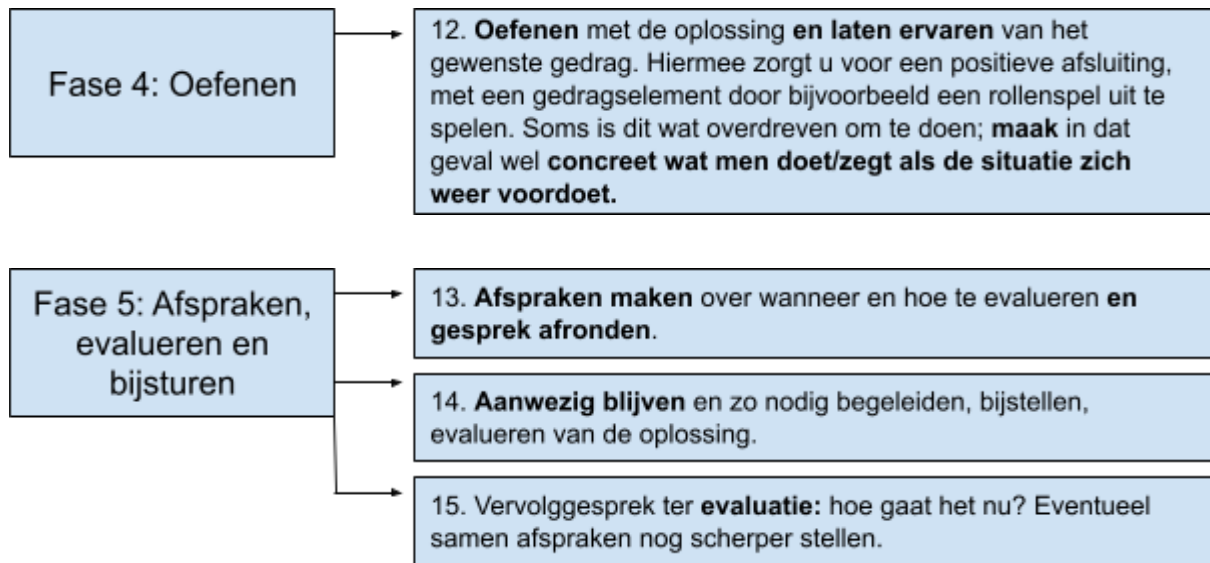 Fase 4: Oefenen
12. Oefenen met de oplossing en laten ervaren van het
gewenste gedrag. Hiermee zorgt u voor een positieve afsluiting,
met een gedragselement door bijvoorbeeld een rollenspel uit te
spelen. Soms is dit wat overdreven om te doen; maak in dat
geval wel concreet wat men doet/zegt als de situatie zich
weer voordoet.
Fase 5: Afspraken,
evalueren en
bijsturen
13. Afspraken maken over wanneer en hoe te evalueren en
gesprek afronden.
14. Aanwezig blijven en zo nodig begeleiden, bijstellen,
evalueren van de oplossing.
15. Vervolggesprek ter evaluatie: hoe gaat het nu? Eventueel
samen afspraken nog scherper stellen.